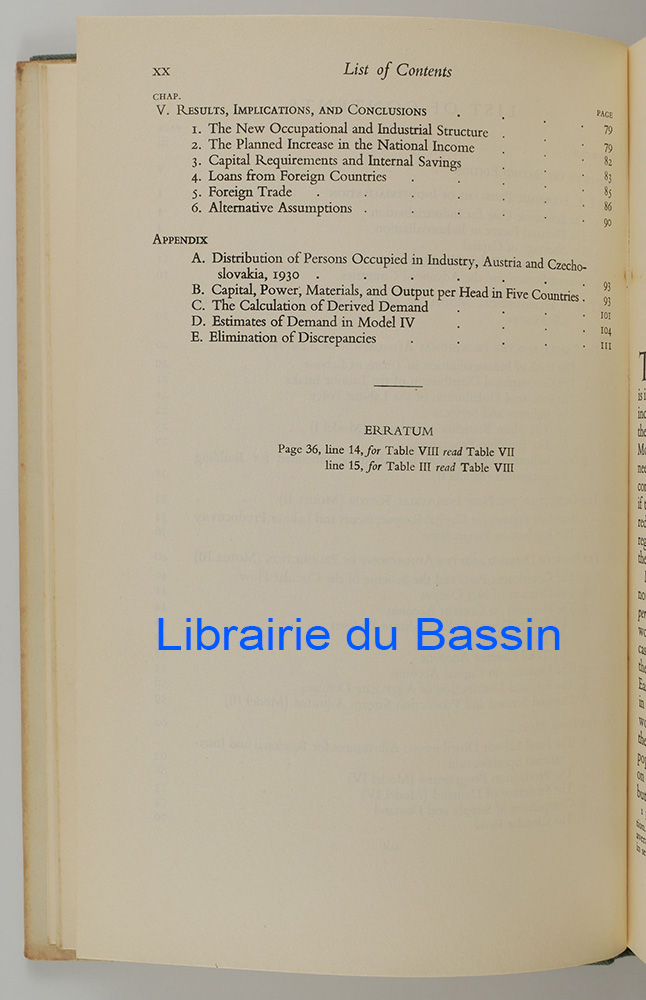 xx List of Contents
CHAP.
V. Results, Implications, and Conclusions . . . . PAGE
79
1. The New Occupational and Industrial Structure . . . 79
2. The Planned Increase in the National Income . . . 82
3. Capital Requirements and Internal Savings . . . 83
4. Loans from Foreign Countries . . . . . 85
5. Foreign Trade . . . . . . . 86
6. Alternative Assumptions . . . . . . 90
Appendix
A. Distribution of Persons Occupied in Industry, Austria and Czecho-
slovakia, 1930 . . . . . . . 93
B. Capital, Power, Materials, and Output per Head in Five Countries . 93
C. The Calculation of Derived Demand . . . . 101
D. Estimates of Demand in Model IV . . . . 104
E. Elimination of Discrepancies . . . . . 111
ERRATUM
Page 36, line 14, for Table VIII read Table VII
line 15, for Table III read Table VIII
Librairie du Bassin